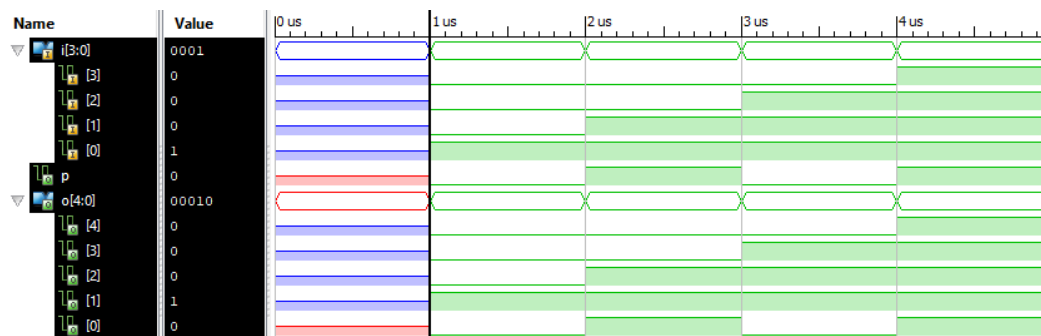 Name Value 0 us 1 us 2 us 3 us 4 us
i[3:0] 0001
[3] 0
[2] 0
[1] 0
[0] 1
p 0
o[4:0] 00010
[4] 0
[3] 0
[2] 0
[1] 1
[0] 0